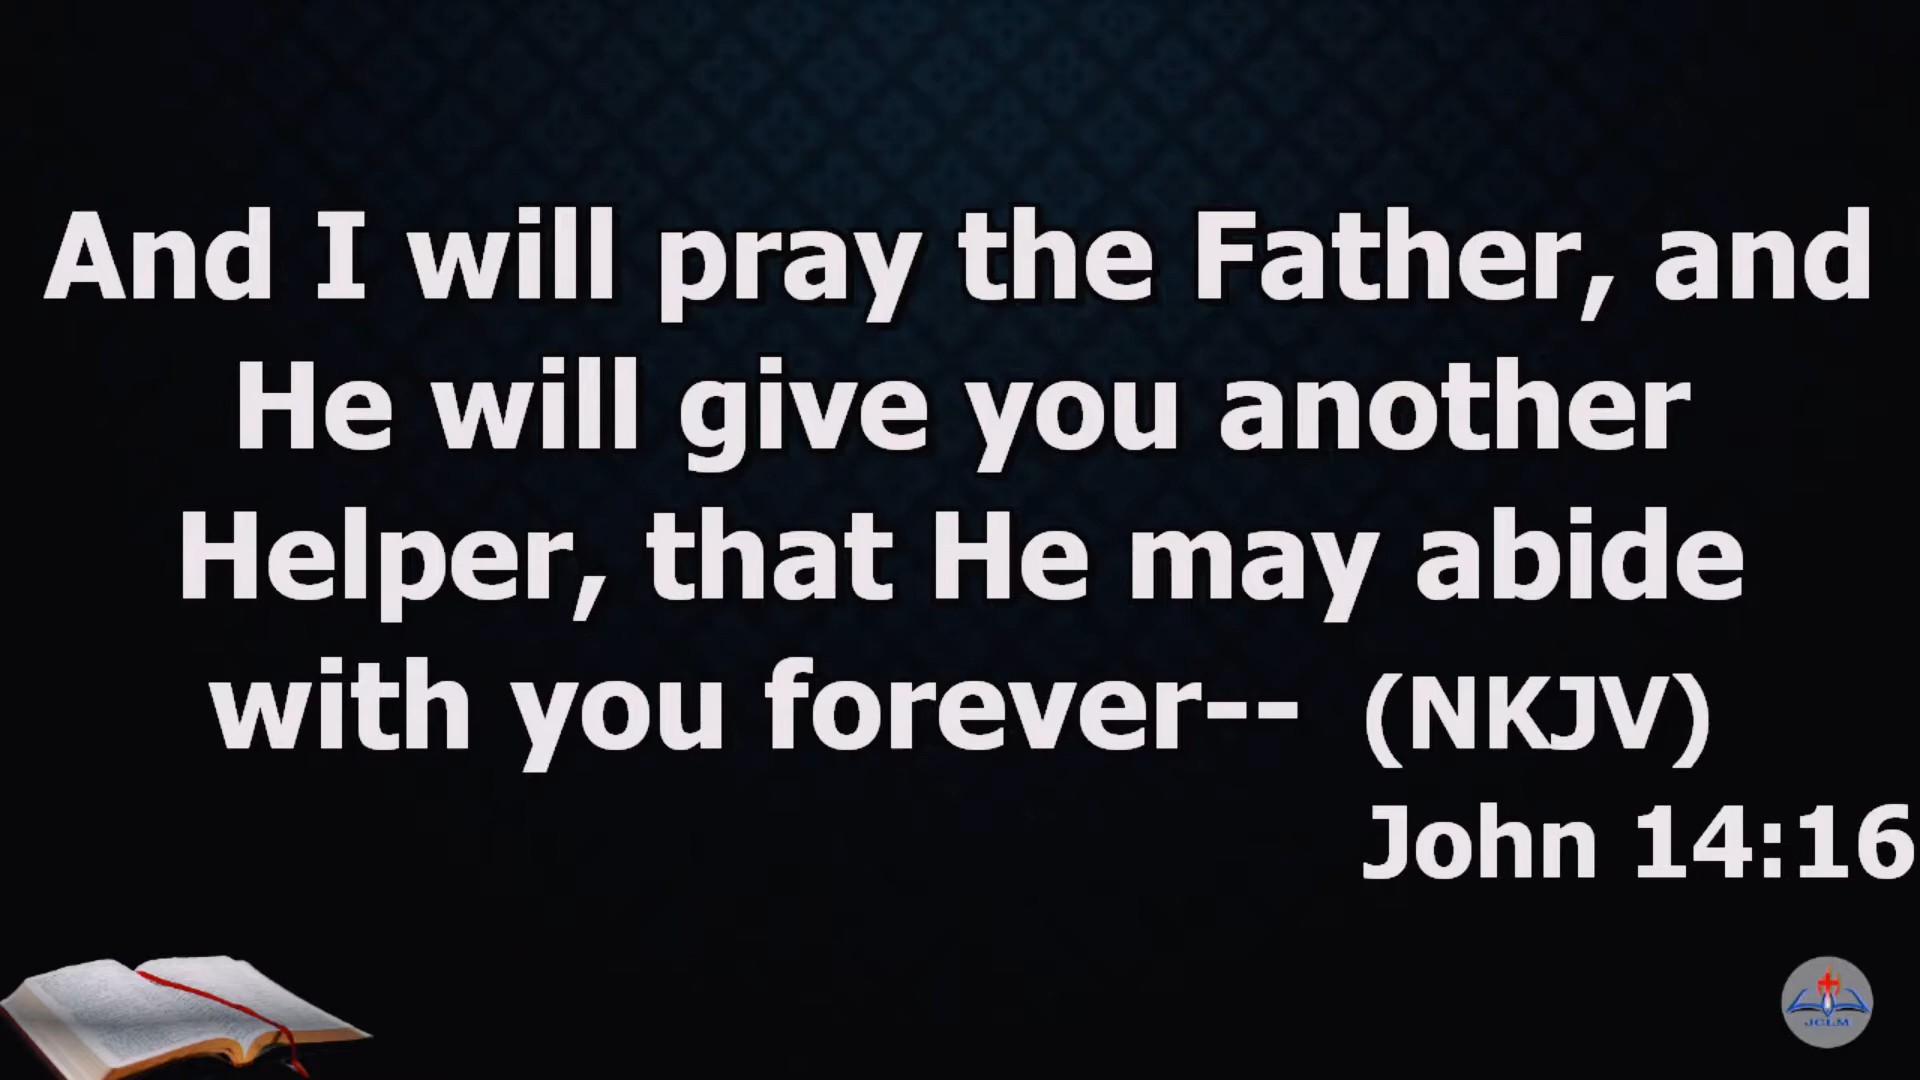 And I will pray the Father, and
He will give you another
Helper, that He may abide
with you forever-- (NKJV)
John 14:16
JCLM